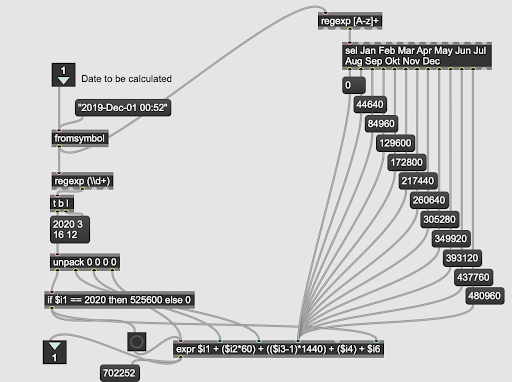 regexp [A-z]+
sel Jan Feb Mar Apr May Jun Jul
Aug Sep Okt Nov Dec
1
Date to be calculated
0
"2019-Dec-01 00:52"
44640
84960
fromsymbol
129600
172800
regexp (\\d+)
217440
t b l
260640
2020 3
16 12
305280
349920
unpack 0 0 0 0
393120
437760
if $i1 == 2020 then 525600 else 0
480960
1
expr $i1 + ($i2*60) + (($i3-1)*1440) + ($i4) + $i6
702252